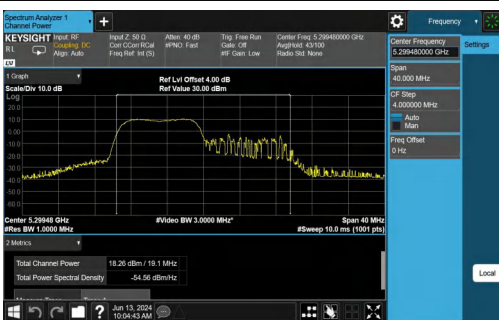 Spectrum Analyzer 1
Channel Power
Frequency
KEYSIGHT Input: RF Input Z: 50 Ω Atten: 40 dB Trig: Free Run Center Freq: 5.299480000 GHz
RL Coupling: DC Corr CCorr RCal #PNO: Fast Gate: Off Avg|Hold: 43/100
Align: Auto Freq Ref: Int (S) #IF Gain: Low Radio Std: None
Center Frequency
5.299480000 GHz
Settings
Span
40.000 MHz
CF Step
4.000000 MHz
Auto
Man
Freq Offset
0 Hz
1 Graph
Scale/Div 10.0 dB
Ref Lvl Offset 4.00 dB
Ref Value 30.00 dBm
Log
20.0
10.0
0.00
-10.0
-20.0
-30.0
-40.0
-50.0
-60.0
Center 5.29948 GHz #Video BW 3.0000 MHz* Span 40 MHz
#Res BW 1.0000 MHz #Sweep 10.0 ms (1001 pts)
2 Metrics
Total Channel Power 18.26 dBm / 19.1 MHz
Total Power Spectral Density -54.56 dBm/Hz
Local
Jun 13, 2024
10:04:43 AM